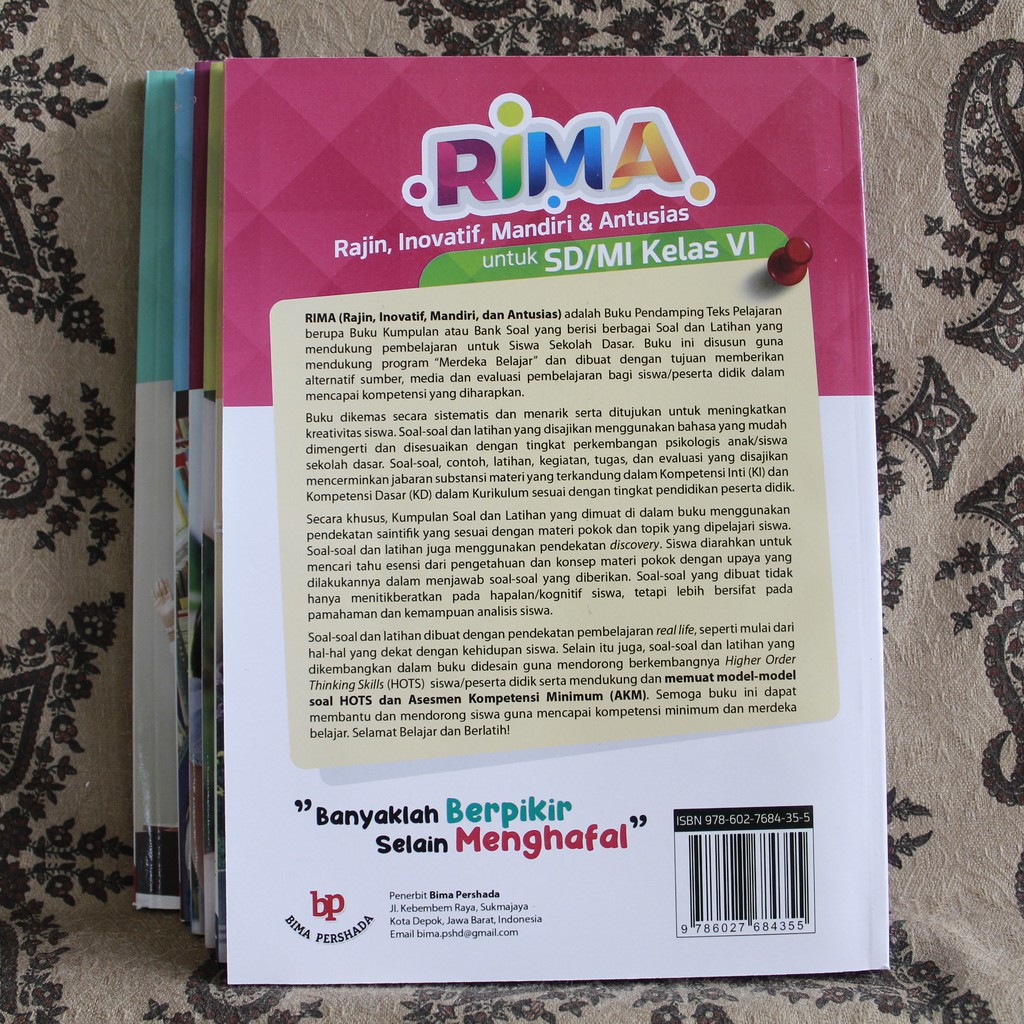 RIMA
Rajin, Inovatif, Mandiri & Antusias
untuk SD/MI Kelas VI
RIMA (Rajin, Inovatif, Mandiri, dan Antusias) adalah Buku Pendamping Teks Pelajaran
berupa Buku Kumpulan atau Bank Soal yang berisi berbagai Soal dan Latihan yang
mendukung pembelajaran untuk Siswa Sekolah Dasar. Buku ini disusun guna
mendukung program “Merdeka Belajar” dan dibuat dengan tujuan memberikan
alternatif sumber, media dan evaluasi pembelajaran bagi siswa/peserta didik dalam
mencapai kompetensi yang diharapkan.
Buku dikemas secara sistematis dan menarik serta ditujukan untuk meningkatkan
kreativitas siswa. Soal-soal dan latihan yang disajikan menggunakan bahasa yang mudah
dimengerti dan disesuaikan dengan tingkat perkembangan psikologis anak/siswa
sekolah dasar. Soal-soal, contoh, latihan, kegiatan, tugas, dan evaluasi yang disajikan
mencerminkan jabaran substansi materi yang terkandung dalam Kompetensi Inti (KI) dan
Kompetensi Dasar (KD) dalam Kurikulum sesuai dengan tingkat pendidikan peserta didik.
Secara khusus, Kumpulan Soal dan Latihan yang dimuat di dalam buku menggunakan
pendekatan saintifik yang sesuai dengan materi pokok dan topik yang dipelajari siswa.
Soal-soal dan latihan juga menggunakan pendekatan discovery. Siswa diarahkan untuk
mencari tahu esensi dari pengetahuan dan konsep materi pokok dengan upaya yang
dilakukannya dalam menjawab soal-soal yang diberikan. Soal-soal yang dibuat tidak
hanya menitikberatkan pada hapalan/kognitif siswa, tetapi lebih bersifat pada
pamahaman dan kemampuan analisis siswa.
Soal-soal dan latihan dibuat dengan pendekatan pembelajaran real life, seperti mulai dari
hal-hal yang dekat dengan kehidupan siswa. Selain itu juga, soal-soal dan latihan yang
dikembangkan dalam buku didesain guna mendorong berkembangnya Higher Order
Thinking Skills (HOTS) siswa/peserta didik serta mendukung dan memuat model-model
soal HOTS dan Asesmen Kompetensi Minimum (AKM). Semoga buku ini dapat
membantu dan mendorong siswa guna mencapai kompetensi minimum dan merdeka
belajar. Selamat Belajar dan Berlatih!
”Banyaklah Berpikir
Selain Menghafal”
bp
BIMA PERSHADA
Penerbit Bima Pershada
Jl. Kebembem Raya, Sukmajaya
Kota Depok, Jawa Barat, Indonesia
Email bima.pshd@gmail.com
ISBN 978-602-7684-35-5
9 786027 684355